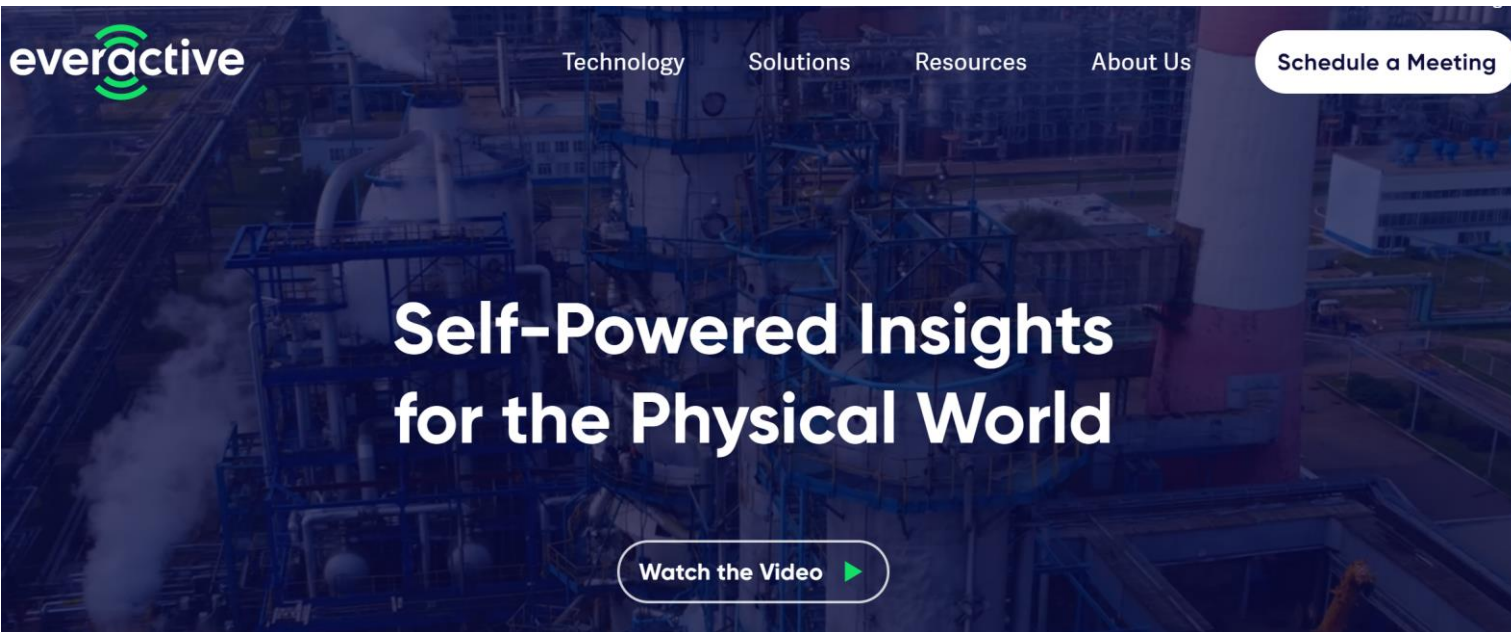 everactive
Technology Solutions Resources About Us Schedule a Meeting
Self-Powered Insights
for the Physical World
Watch the Video